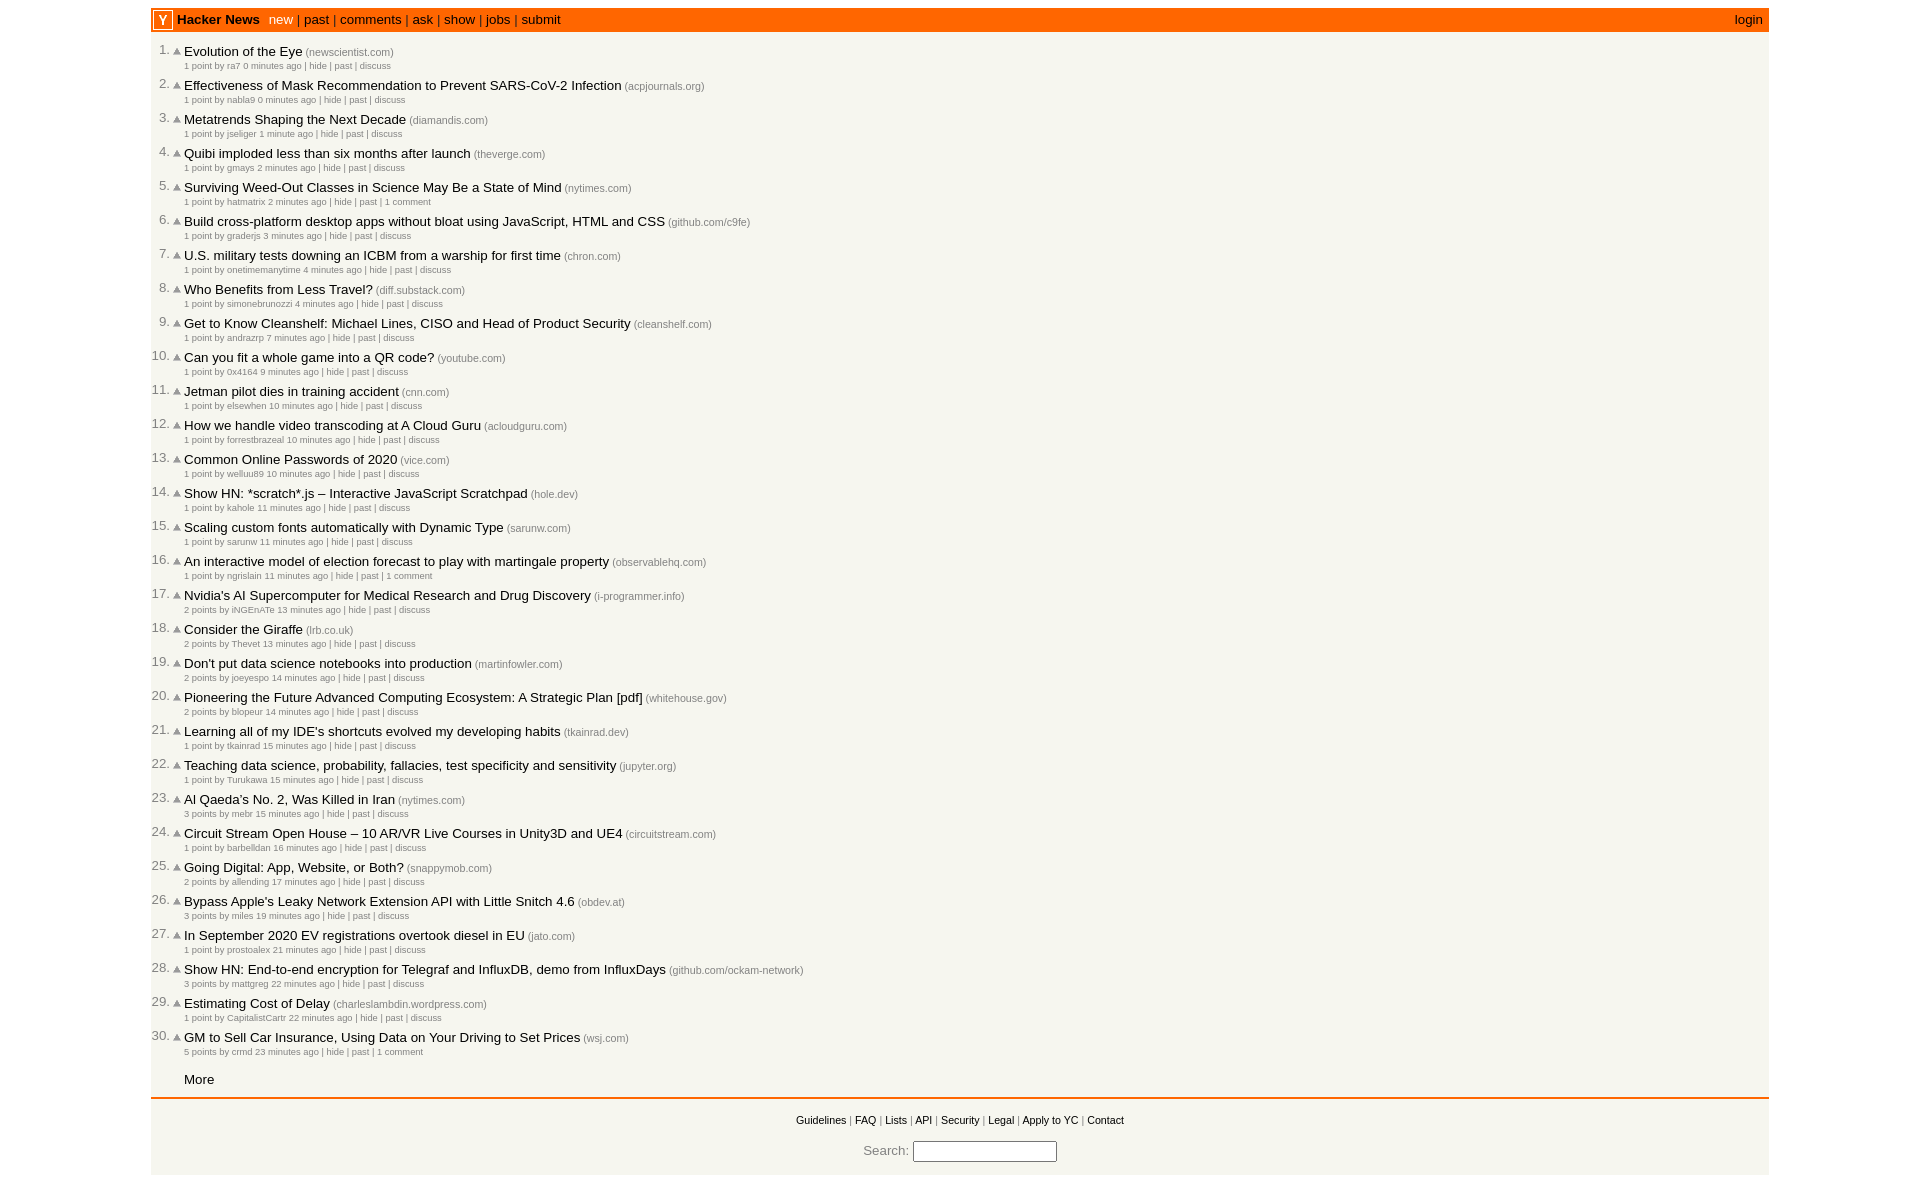 Y Hacker News new | past | comments | ask | show | jobs | submit login
1. Evolution of the Eye (newscientist.com)
1 point by ra7 0 minutes ago | hide | past | discuss
2. Effectiveness of Mask Recommendation to Prevent SARS-CoV-2 Infection (acpjournals.org)
1 point by nabla9 0 minutes ago | hide | past | discuss
3. Metatrends Shaping the Next Decade (diamandis.com)
1 point by jseliger 1 minute ago | hide | past | discuss
4. Quibi imploded less than six months after launch (theverge.com)
1 point by gmays 2 minutes ago | hide | past | discuss
5. Surviving Weed-Out Classes in Science May Be a State of Mind (nytimes.com)
1 point by hatmatrix 2 minutes ago | hide | past | 1 comment
6. Build cross-platform desktop apps without bloat using JavaScript, HTML and CSS (github.com/c9fe)
1 point by graderjs 3 minutes ago | hide | past | discuss
7. U.S. military tests downing an ICBM from a warship for first time (chron.com)
1 point by onetimemanytime 4 minutes ago | hide | past | discuss
8. Who Benefits from Less Travel? (diff.substack.com)
1 point by simonebrunozzi 4 minutes ago | hide | past | discuss
9. Get to Know Cleanshelf: Michael Lines, CISO and Head of Product Security (cleanshelf.com)
1 point by andrazrp 7 minutes ago | hide | past | discuss
10. Can you fit a whole game into a QR code? (youtube.com)
1 point by 0x4164 9 minutes ago | hide | past | discuss
11. Jetman pilot dies in training accident (cnn.com)
1 point by elsewhen 10 minutes ago | hide | past | discuss
12. How we handle video transcoding at A Cloud Guru (acloudguru.com)
1 point by forrestbrazeal 10 minutes ago | hide | past | discuss
13. Common Online Passwords of 2020 (vice.com)
1 point by welluu89 10 minutes ago | hide | past | discuss
14. Show HN: *scratch*.js – Interactive JavaScript Scratchpad (hole.dev)
1 point by kahole 11 minutes ago | hide | past | discuss
15. Scaling custom fonts automatically with Dynamic Type (sarunw.com)
1 point by sarunw 11 minutes ago | hide | past | discuss
16. An interactive model of election forecast to play with martingale property (observablehq.com)
1 point by ngrislain 11 minutes ago | hide | past | 1 comment
17. Nvidia's AI Supercomputer for Medical Research and Drug Discovery (i-programmer.info)
2 points by iNGEnATe 13 minutes ago | hide | past | discuss
18. Consider the Giraffe (lrb.co.uk)
2 points by Thevet 13 minutes ago | hide | past | discuss
19. Don't put data science notebooks into production (martinfowler.com)
2 points by joeyespo 14 minutes ago | hide | past | discuss
20. Pioneering the Future Advanced Computing Ecosystem: A Strategic Plan [pdf] (whitehouse.gov)
2 points by blopeur 14 minutes ago | hide | past | discuss
21. Learning all of my IDE's shortcuts evolved my developing habits (tkainrad.dev)
1 point by tkainrad 15 minutes ago | hide | past | discuss
22. Teaching data science, probability, fallacies, test specificity and sensitivity (jupyter.org)
1 point by Turukawa 15 minutes ago | hide | past | discuss
23. Al Qaeda’s No. 2, Was Killed in Iran (nytimes.com)
3 points by mebr 15 minutes ago | hide | past | discuss
24. Circuit Stream Open House – 10 AR/VR Live Courses in Unity3D and UE4 (circuitstream.com)
1 point by barbelldan 16 minutes ago | hide | past | discuss
25. Going Digital: App, Website, or Both? (snappymob.com)
2 points by allending 17 minutes ago | hide | past | discuss
26. Bypass Apple's Leaky Network Extension API with Little Snitch 4.6 (obdev.at)
3 points by miles 19 minutes ago | hide | past | discuss
27. In September 2020 EV registrations overtook diesel in EU (jato.com)
1 point by prostoalex 21 minutes ago | hide | past | discuss
28. Show HN: End-to-end encryption for Telegraf and InfluxDB, demo from InfluxDays (github.com/ockam-network)
3 points by mattgreg 22 minutes ago | hide | past | discuss
29. Estimating Cost of Delay (charleslambdin.wordpress.com)
1 point by CapitalistCartr 22 minutes ago | hide | past | discuss
30. GM to Sell Car Insurance, Using Data on Your Driving to Set Prices (wsj.com)
5 points by crmd 23 minutes ago | hide | past | 1 comment
More
Guidelines | FAQ | Lists | API | Security | Legal | Apply to YC | Contact
Search: